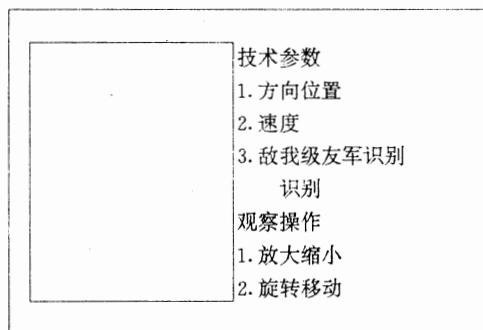 技术参数
1.方向位置
2.速度
3.敌我级友军识别
识别
观察操作
1.放大缩小
2.旋转移动